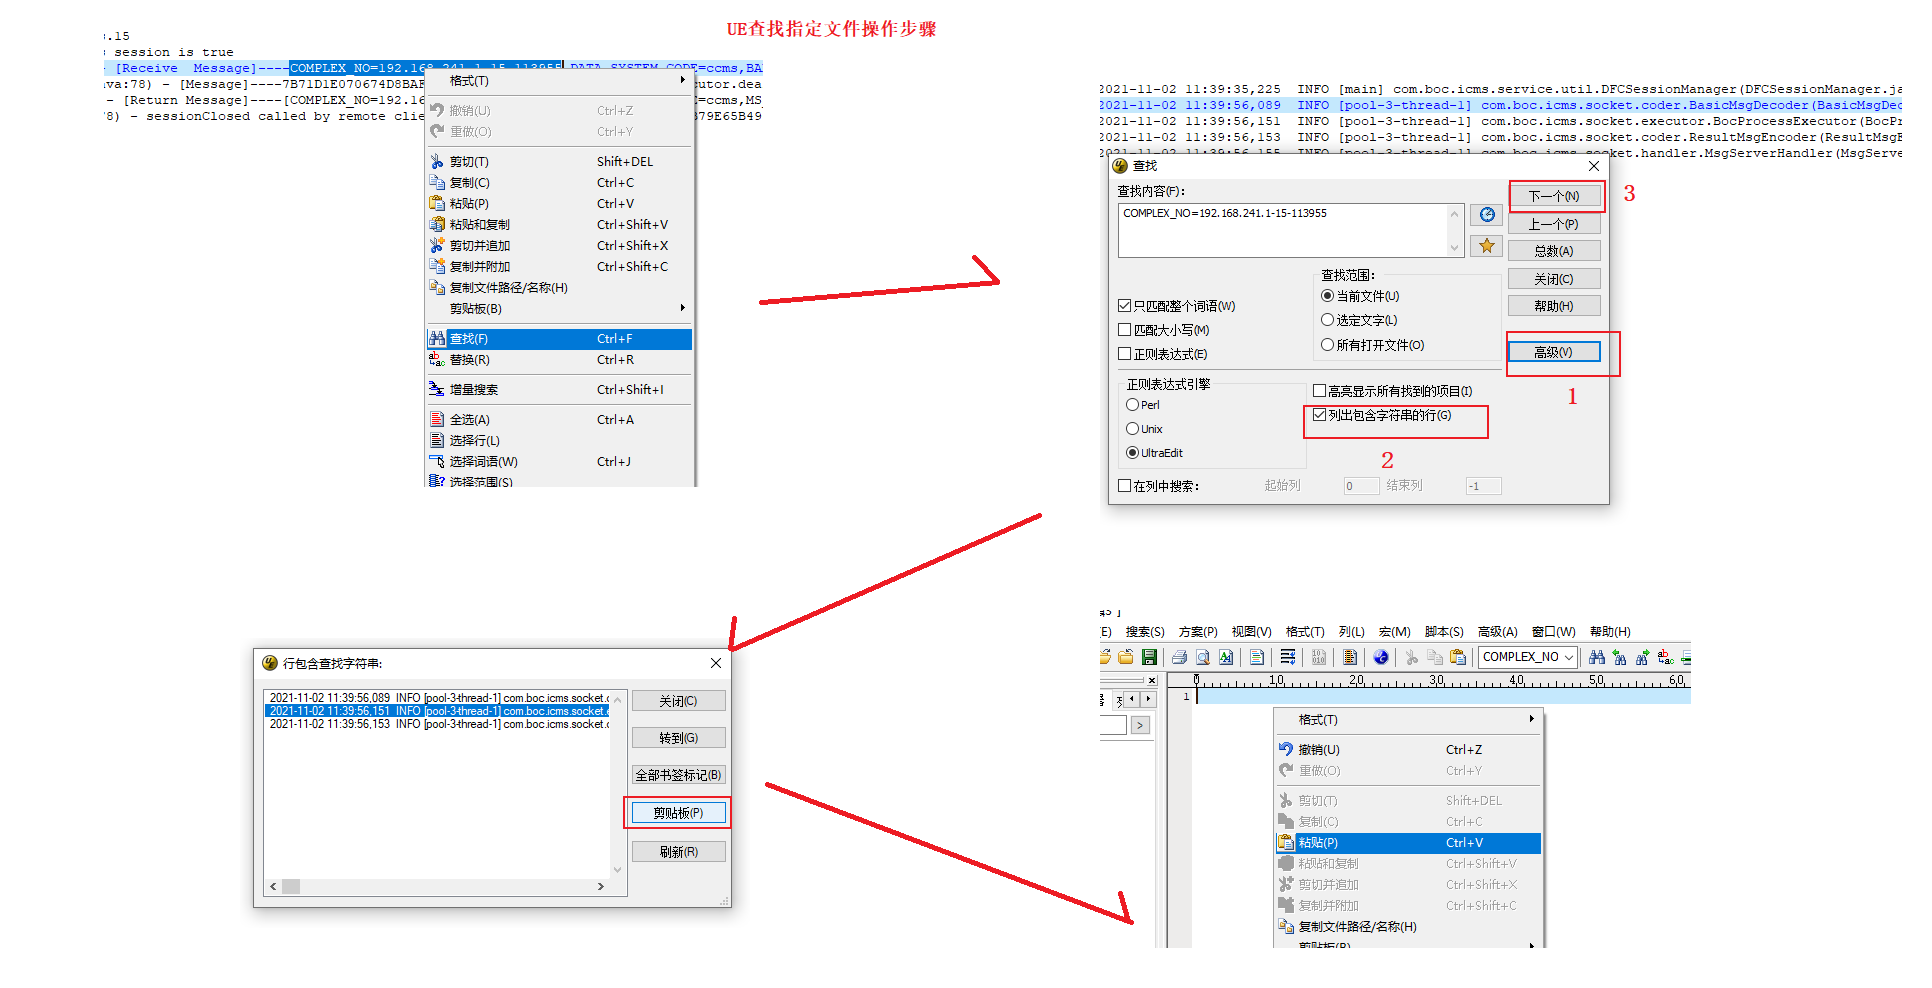 UE查找指定文件操作步骤
s.15
session is true
- [Receive  Message]----COMPLEX_NO=192.168.241.1-15-113955, DATA_SYSTEM_CODE=ccms,BA
ava:78) - [Message]----7B71D1E070674D8BAE
utor.dea
- [Return Message]----[COMPLEX_NO=192.16
E=ccms,MS
78) - sessionClosed called by remote clie
B79E65B49
格式(T)
撤销(U) Ctrl+Z
重做(O) Ctrl+Y
剪切(T) Shift+DEL
复制(C) Ctrl+C
粘贴(P) Ctrl+V
粘贴和复制 Ctrl+Shift+V
剪切并追加 Ctrl+Shift+X
复制并附加 Ctrl+Shift+C
复制文件路径/名称(H)
剪贴板(B)
查找(F) Ctrl+F
替换(R) Ctrl+R
增量搜索 Ctrl+Shift+I
全选(A) Ctrl+A
选择行(L)
选择词语(W) Ctrl+J
选择范围(S)
2021-11-02 11:39:35,225  INFO [main] com.boc.icms.service.util.DFCSessionManager(DFCSessionManager.ja
2021-11-02 11:39:56,089  INFO [pool-3-thread-1] com.boc.icms.socket.coder.BasicMsgDecoder(BasicMsgDec
2021-11-02 11:39:56,151  INFO [pool-3-thread-1] com.boc.icms.socket.executor.BocProcessExecutor(BocPr
2021-11-02 11:39:56,153  INFO [pool-3-thread-1] com.boc.icms.socket.coder.ResultMsgEncoder(ResultMsgE
2021-11-02 11:39:56,155  INFO [pool-3-thread-1] com.boc.icms.socket.handler.MsgServerHandler(MsgServe
查找
查找内容(F):
COMPLEX_NO=192.168.241.1-15-113955
下一个(N) 3
上一个(P)
总数(A)
关闭(C)
帮助(H)
高级(V)
1
查找范围:
当前文件(U)
选定文字(L)
所有打开文件(O)
只匹配整个词语(W)
匹配大小写(M)
正则表达式(E)
正则表达式引擎
Perl
Unix
UltraEdit
高亮显示所有找到的项目(I)
列出包含字符串的行(G)
2
在列中搜索: 起始列 0 结束列 -1
行包含查找字符串:
2021-11-02 11:39:56,089  INFO [pool-3-thread-1] com.boc.icms.socket.c
2021-11-02 11:39:56,151  INFO [pool-3-thread-1] com.boc.icms.socket.e
2021-11-02 11:39:56,153  INFO [pool-3-thread-1] com.boc.icms.socket.c
关闭(C)
转到(G)
全部书签标记(B)
剪贴板(P)
刷新(R)
(E) 搜索(S) 方案(P) 视图(V) 格式(T) 列(L) 宏(M) 脚本(S) 高级(A) 窗口(W) 帮助(H)
COMPLEX_NO
0 10 20 30 40 50 60
1
格式(T)
撤销(U) Ctrl+Z
重做(O) Ctrl+Y
剪切(T) Shift+DEL
复制(C) Ctrl+C
粘贴(P) Ctrl+V
粘贴和复制 Ctrl+Shift+V
剪切并追加 Ctrl+Shift+X
复制并附加 Ctrl+Shift+C
复制文件路径/名称(H)
剪贴板(B)